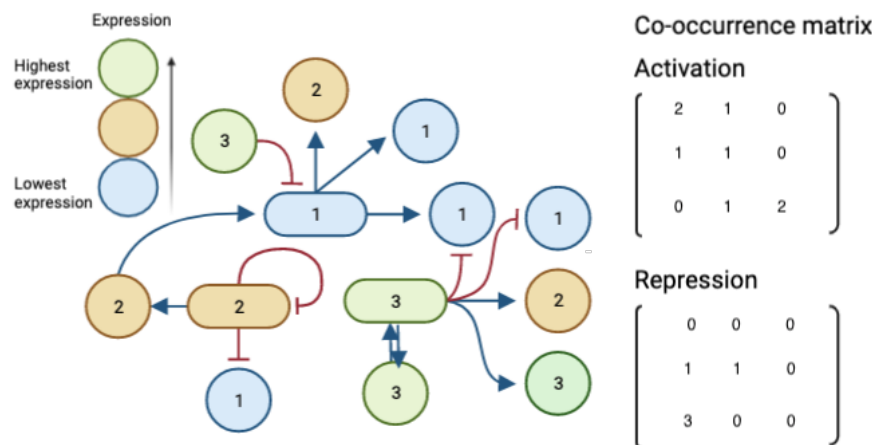 Expression
Highest
expression
Lowest
expression
2
3
1
1
1
1
2
2
3
2
1
3
3
Co-occurrence matrix
Activation
2 1 0
1 1 0
0 1 2
Repression
0 0 0
1 1 0
3 0 0